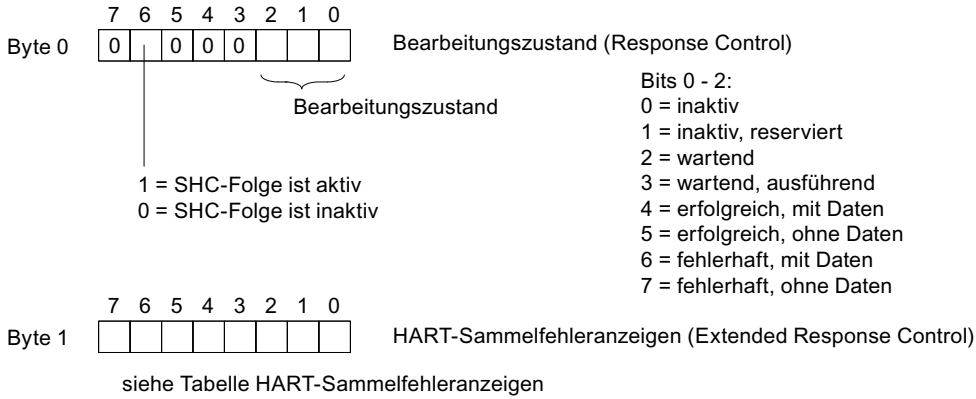 7 6 5 4 3 2 1 0
Byte 0 0 0 0 0 Bearbeitungszustand (Response Control)
Bearbeitungszustand
Bits 0 - 2:
0 = inaktiv
1 = inaktiv, reserviert
2 = wartend
3 = wartend, ausführend
4 = erfolgreich, mit Daten
5 = erfolgreich, ohne Daten
6 = fehlerhaft, mit Daten
7 = fehlerhaft, ohne Daten
1 = SHC-Folge ist aktiv
0 = SHC-Folge ist inaktiv
7 6 5 4 3 2 1 0
Byte 1 HART-Sammelfehleranzeigen (Extended Response Control)
siehe Tabelle HART-Sammelfehleranzeigen